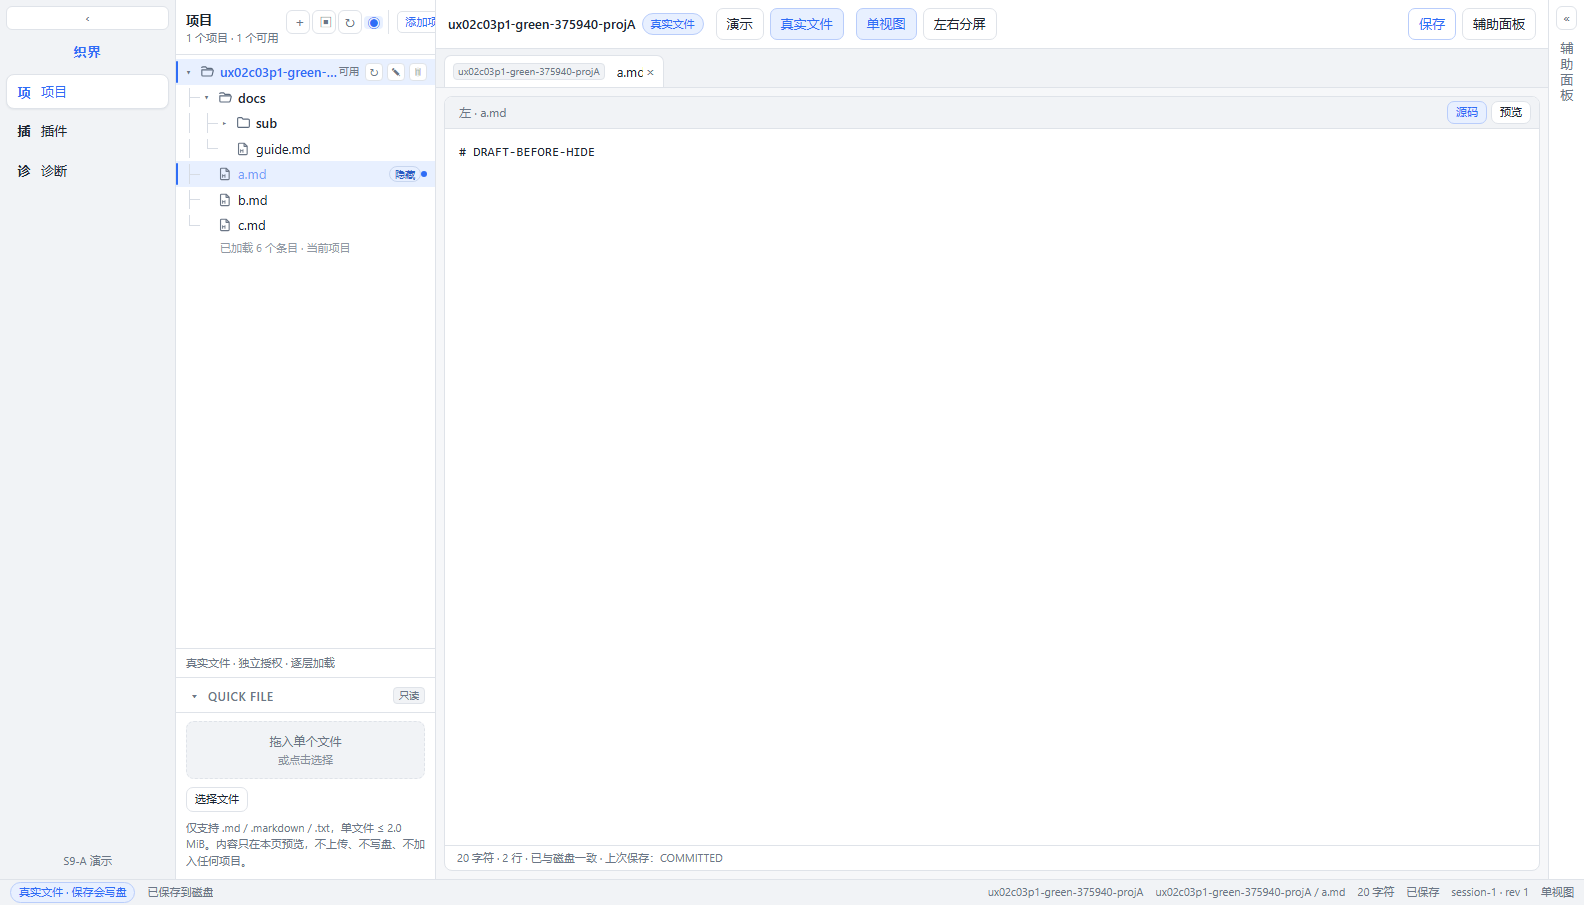 ‹
织界
项 项目
插 插件
诊 诊断
S9-A 演示
项目
1 个项目 · 1 个可用
+
↻
添加项
ux02c03p1-green-... 可用 ↻
docs
sub
guide.md
a.md 隐藏
b.md
c.md
已加载 6 个条目 · 当前项目
真实文件 · 独立授权 · 逐层加载
QUICK FILE 只读
拖入单个文件
或点击选择
选择文件
仅支持 .md / .markdown / .txt，单文件 ≤ 2.0
MiB。内容只在本页预览，不上传、不写盘、不加
入任何项目。
ux02c03p1-green-375940-projA 真实文件 演示 真实文件 单视图 左右分屏 保存 辅助面板
ux02c03p1-green-375940-projA a.md ×
左 · a.md 源码 预览
# DRAFT-BEFORE-HIDE
20 字符 · 2 行 · 已与磁盘一致 · 上次保存：COMMITTED
«
辅助面板
真实文件 · 保存会写盘 已保存到磁盘 ux02c03p1-green-375940-projA ux02c03p1-green-375940-projA / a.md 20 字符 已保存 session-1 · rev 1 单视图